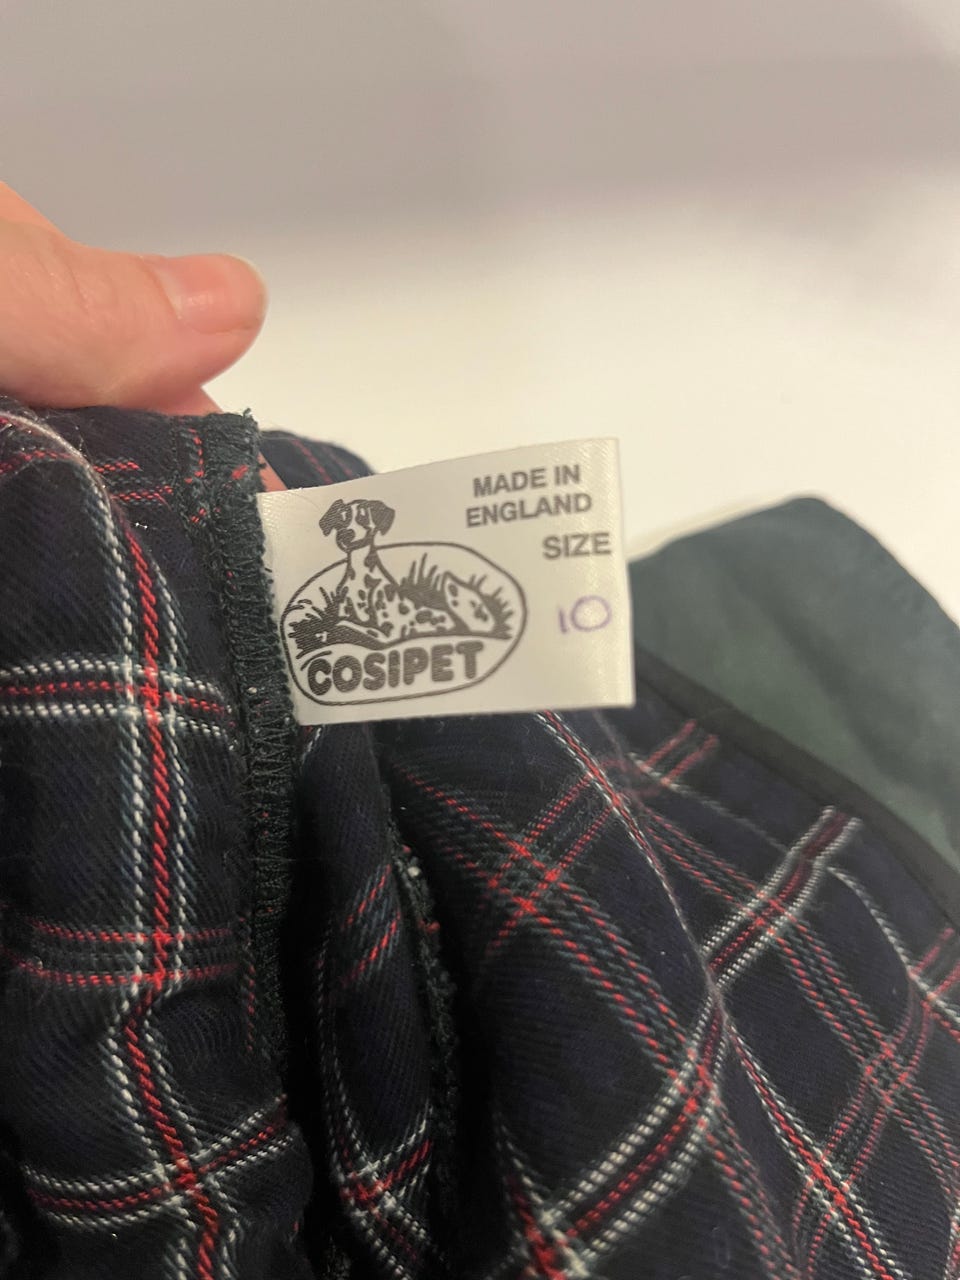 MADE IN
ENGLAND
SIZE
10
COSIPET